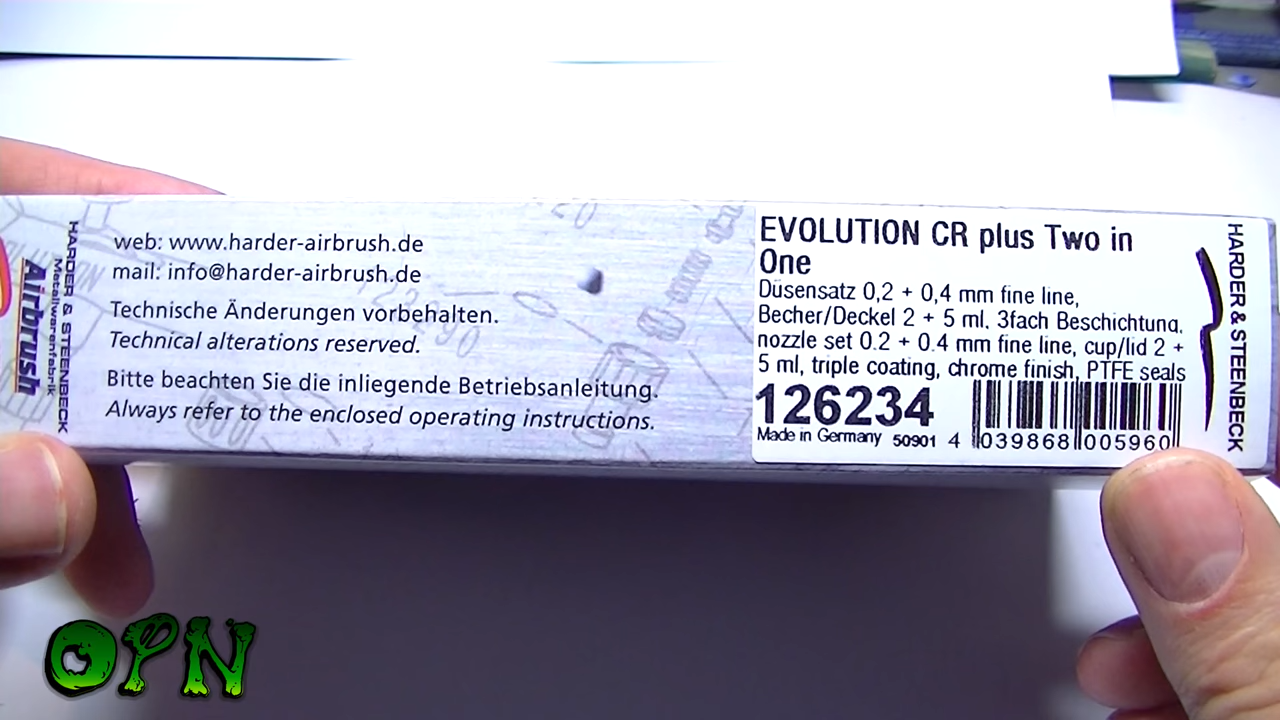 HARDER & STEENBECK
Metallwarenfabrik
Airbrush
web: www.harder-airbrush.de
mail: info@harder-airbrush.de
Technische Änderungen vorbehalten.
Technical alterations reserved.
Bitte beachten Sie die inliegende Betriebsanleitung.
Always refer to the enclosed operating instructions.
EVOLUTION CR plus Two in
One
Düsensatz 0,2 + 0,4 mm fine line,
Becher/Deckel 2 + 5 ml, 3fach Beschichtung,
nozzle set 0.2 + 0.4 mm fine line, cup/lid 2 +
5 ml, triple coating, chrome finish, PTFE seals
126234
Made in Germany 50901 4 039868 005960
HARDER & STEENBECK
OPN